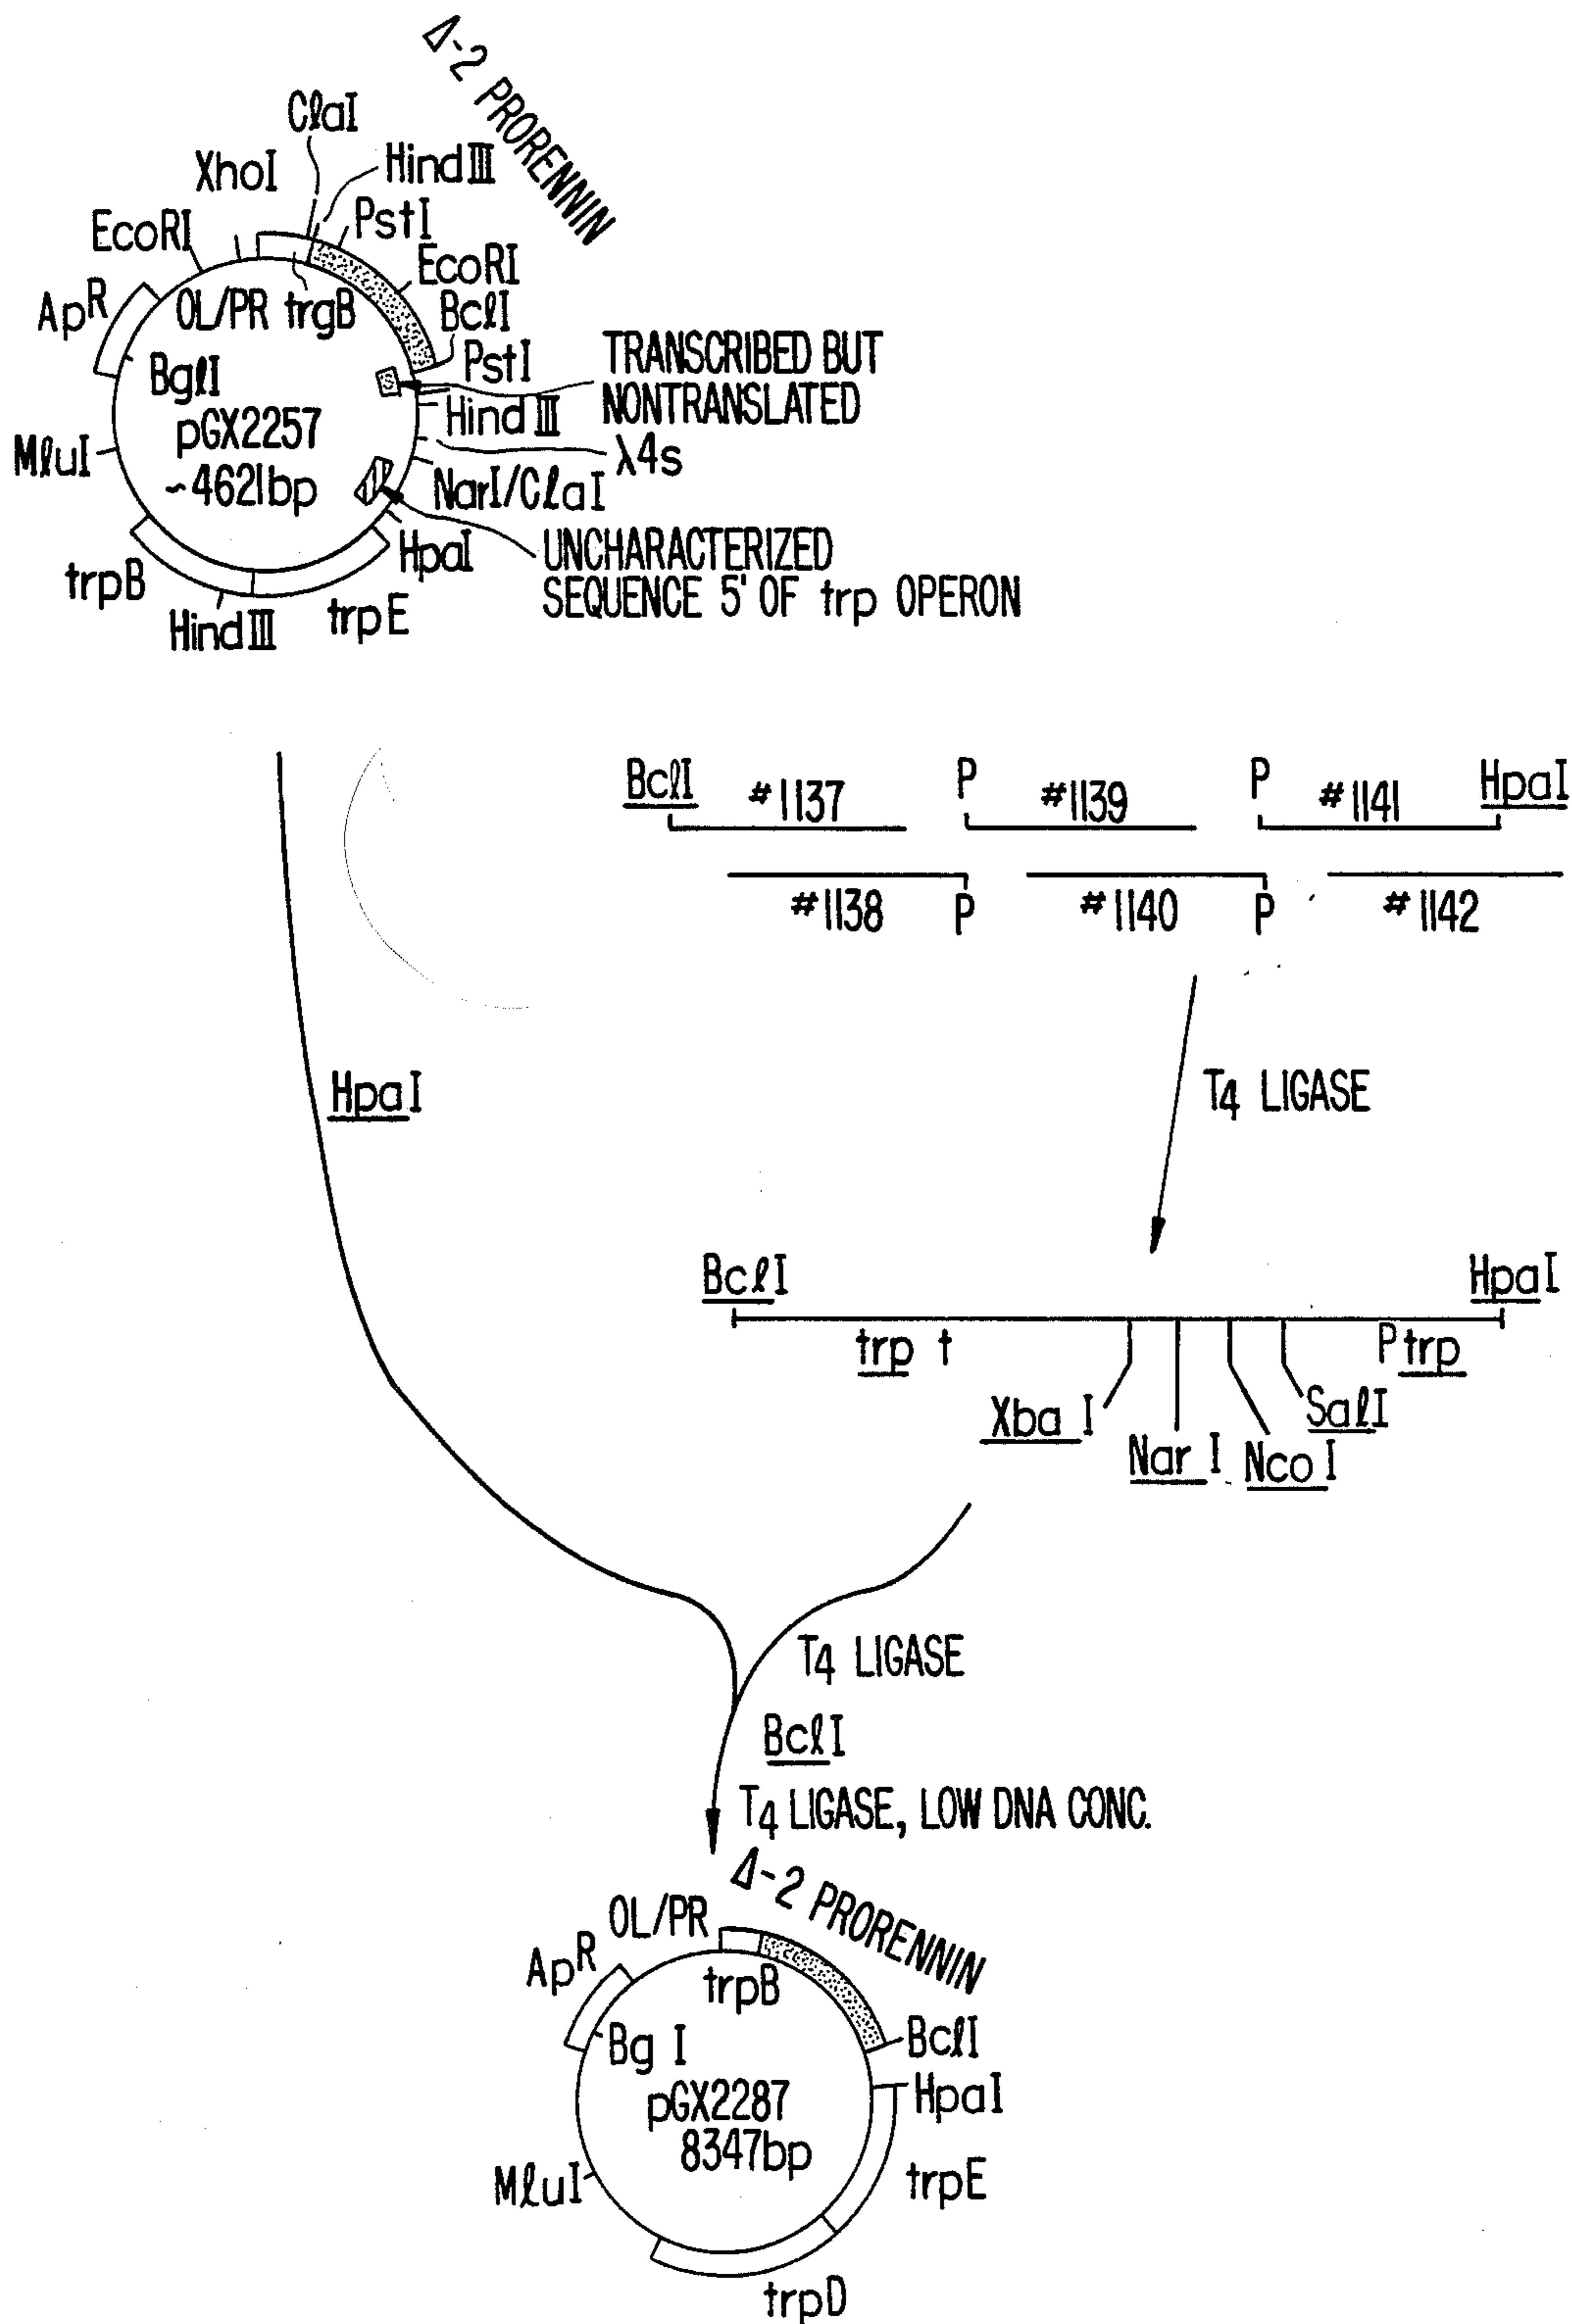 Δ-2 PRORENNIN
ClaI
XhoI
HindIII
PstI
EcoRI
EcoRI
ApR
OL/PR trgB
BclI
BglI
PstI
TRANSCRIBED BUT
NONTRANSLATED
pGX2257
HindIII
MluI
~4621bp
λ4s
NarI/ClaI
HpaI
UNCHARACTERIZED
SEQUENCE 5' OF trp OPERON
trpB
HindIII
trpE
BclI
#1137
P
#1139
P
#1141
HpaI
#1138
P
#1140
P
#1142
HpaI
T4 LIGASE
BclI
HpaI
trp t
P trp
Xba I
Nar I
Nco I
SalI
T4 LIGASE
BclI
T4 LIGASE, LOW DNA CONC.
Δ-2 PRORENNIN
OL/PR
ApR
trpB
Bg I
BclI
pGX2287
HpaI
8347bp
MluI
trpE
trpD